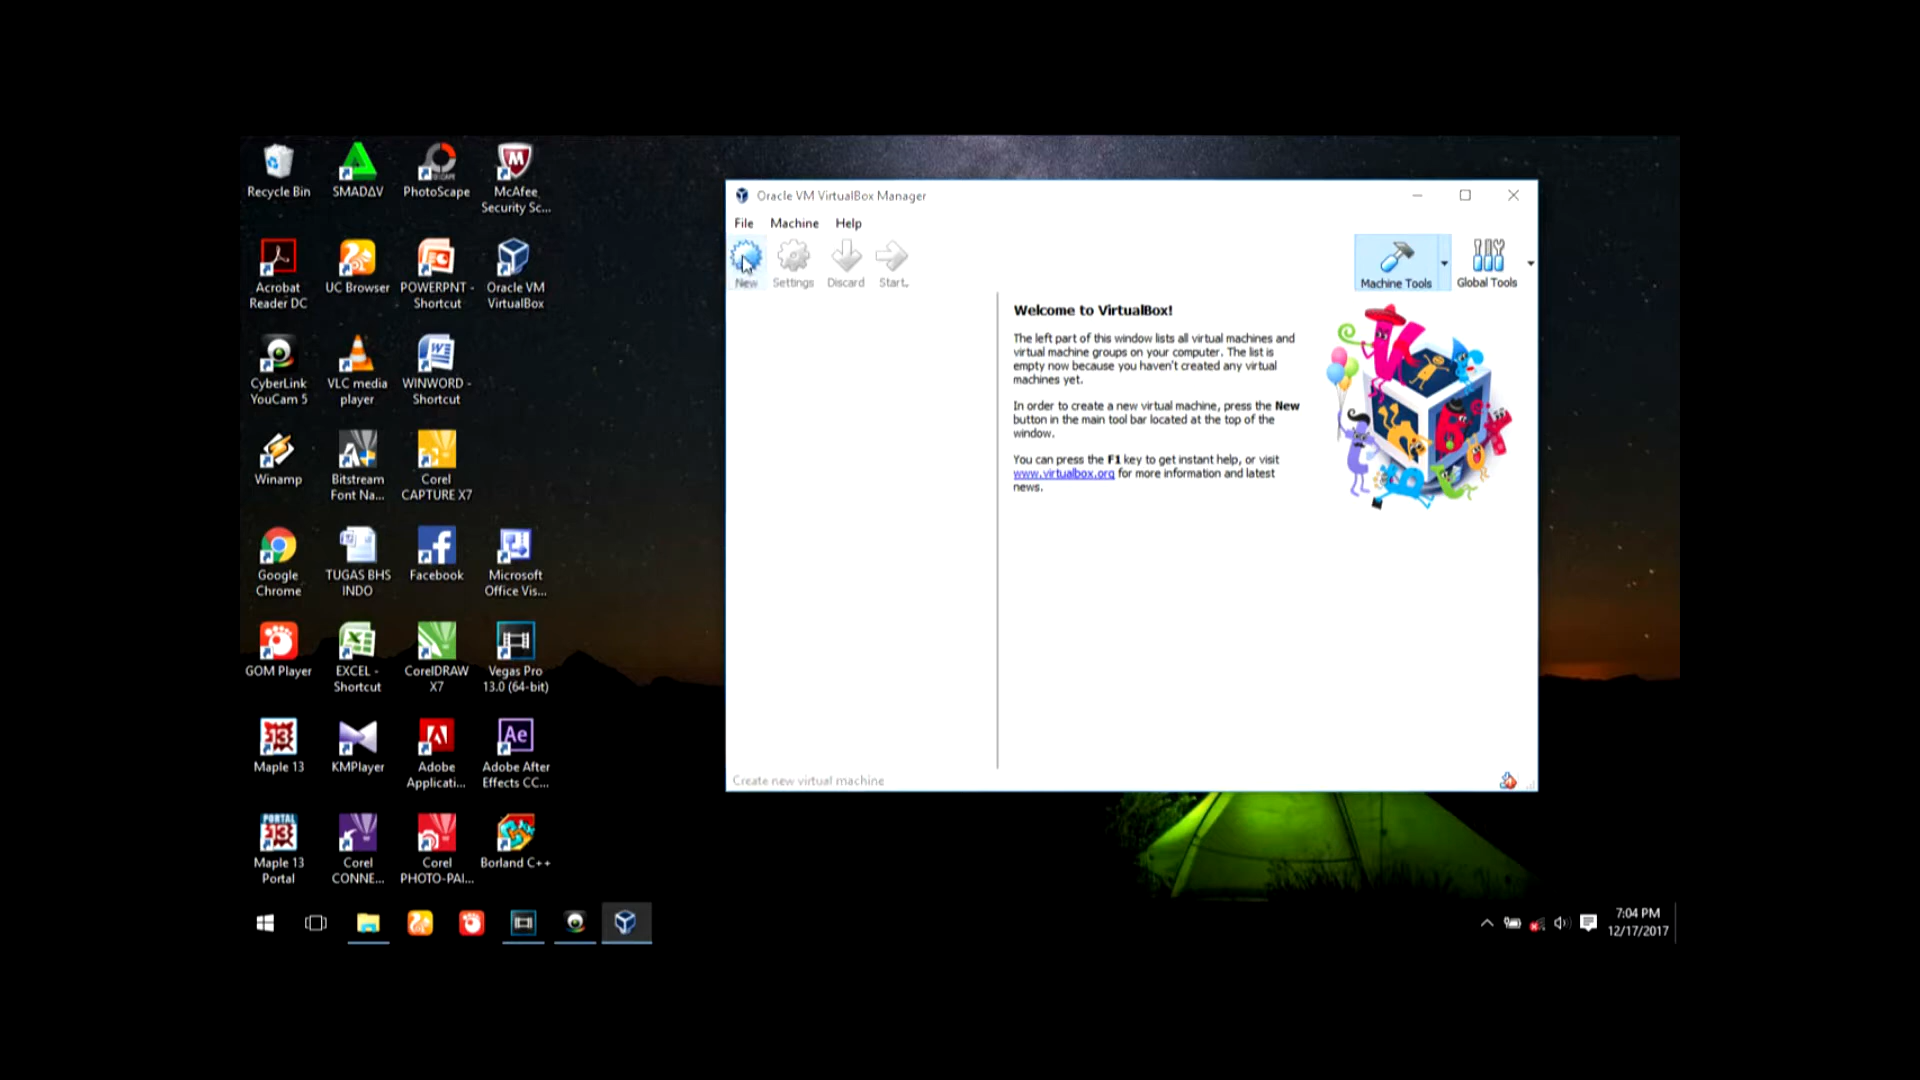 Recycle Bin
SMADΔV
PhotoScape
McAfee
Security Sc...
Acrobat
Reader DC
UC Browser
POWERPNT -
Shortcut
Oracle VM
VirtualBox
CyberLink
YouCam 5
VLC media
player
WINWORD -
Shortcut
Winamp
Bitstream
Font Na...
Corel
CAPTURE X7
Google
Chrome
TUGAS BHS
INDO
Facebook
Microsoft
Office Vis...
GOM Player
EXCEL -
Shortcut
CorelDRAW
X7
Vegas Pro
13.0 (64-bit)
Maple 13
KMPlayer
Adobe
Applicati...
Adobe After
Effects CC...
Maple 13
Portal
Corel
CONNE...
Corel
PHOTO-PAI...
Borland C++
Oracle VM VirtualBox Manager
File Machine Help
New Settings Discard Start
Machine Tools Global Tools
Welcome to VirtualBox!
The left part of this window lists all virtual machines and
virtual machine groups on your computer. The list is
empty now because you haven't created any virtual
machines yet.
In order to create a new virtual machine, press the New
button in the main tool bar located at the top of the
window.
You can press the F1 key to get instant help, or visit
www.virtualbox.org for more information and latest
news.
Create new virtual machine
7:04 PM
12/17/2017